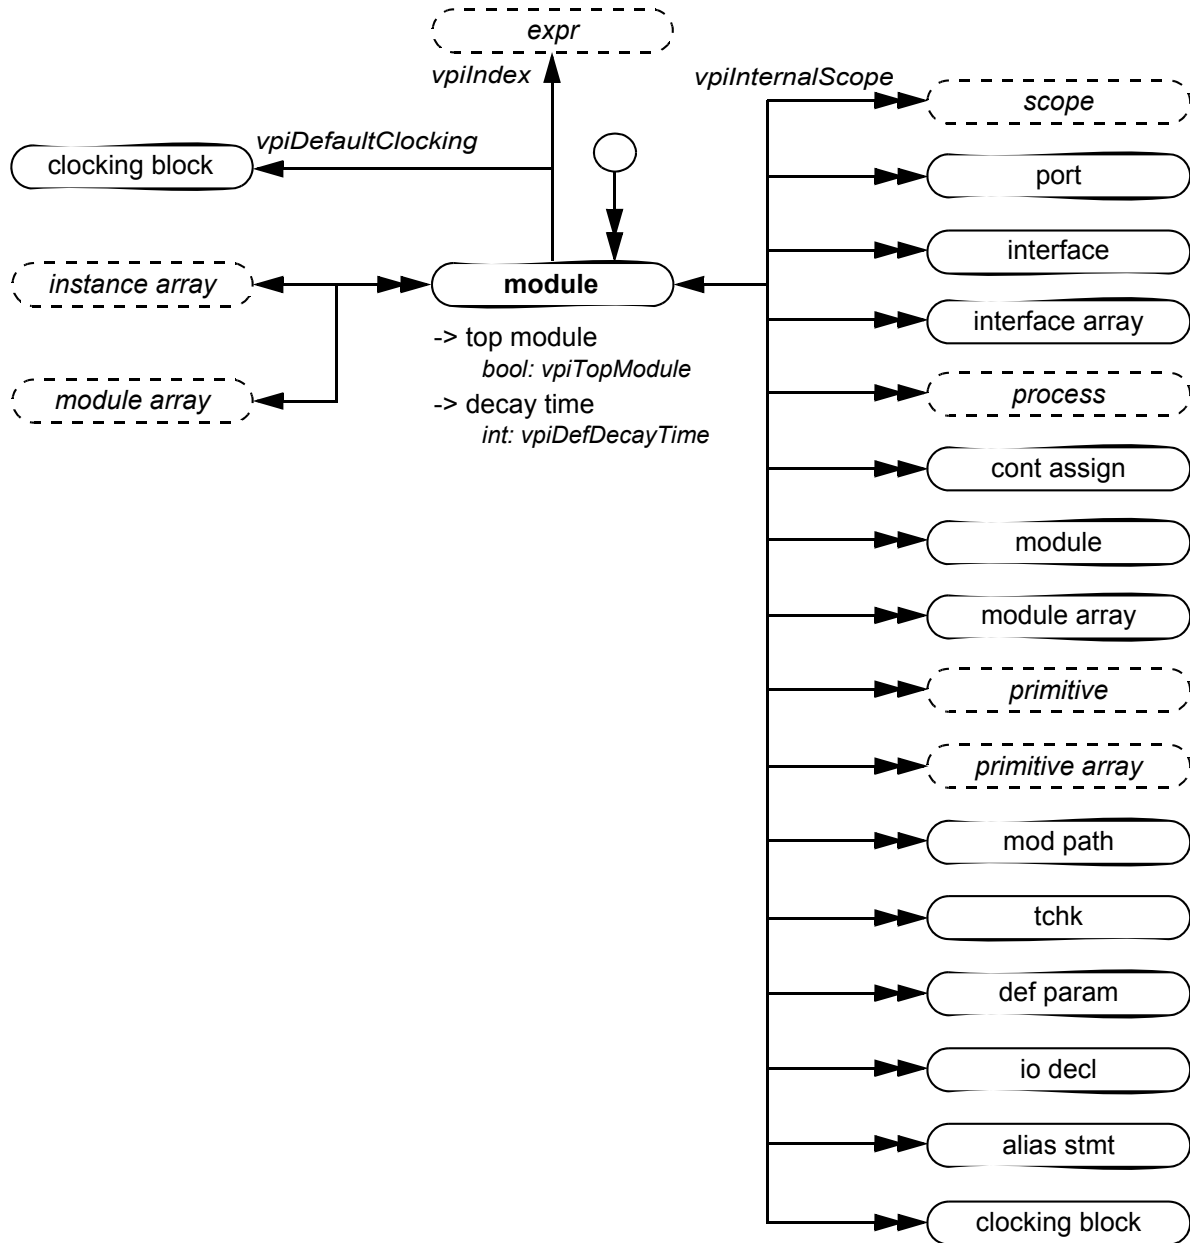 expr
vpiIndex
vpiInternalScope
scope
vpiDefaultClocking
clocking block
port
interface
instance array
module
interface array
-> top module
bool: vpiTopModule
module array
process
-> decay time
int: vpiDefDecayTime
cont assign
module
module array
primitive
primitive array
mod path
tchk
def param
io decl
alias stmt
clocking block